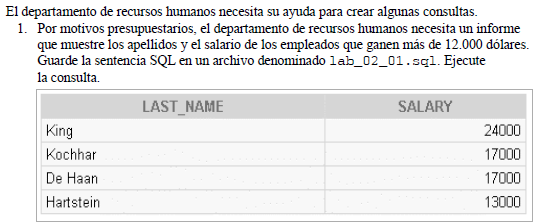 El departamento de recursos humanos necesita su ayuda para crear algunas consultas.
1. Por motivos presupuestarios, el departamento de recursos humanos necesita un informe
que muestre los apellidos y el salario de los empleados que ganen más de 12.000 dólares.
Guarde la sentencia SQL en un archivo denominado lab_02_01.sql. Ejecute
la consulta.
LAST_NAME SALARY
King 24000
Kochhar 17000
De Haan 17000
Hartstein 13000